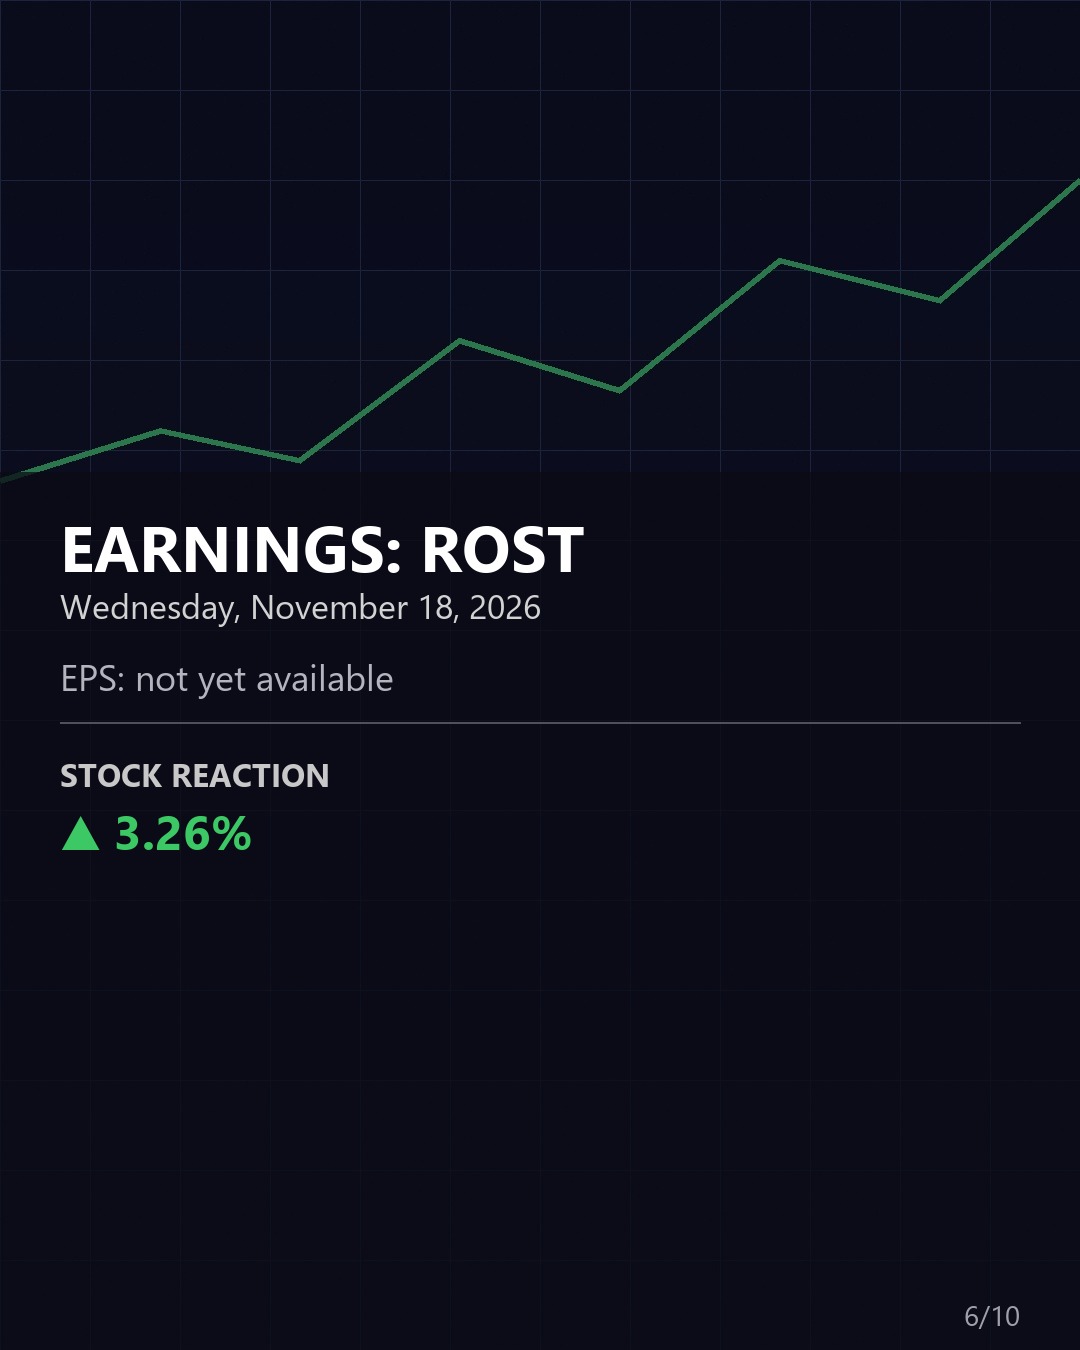 EARNINGS: ROST
Wednesday, November 18, 2026
EPS: not yet available
STOCK REACTION
▲ 3.26%
6/10